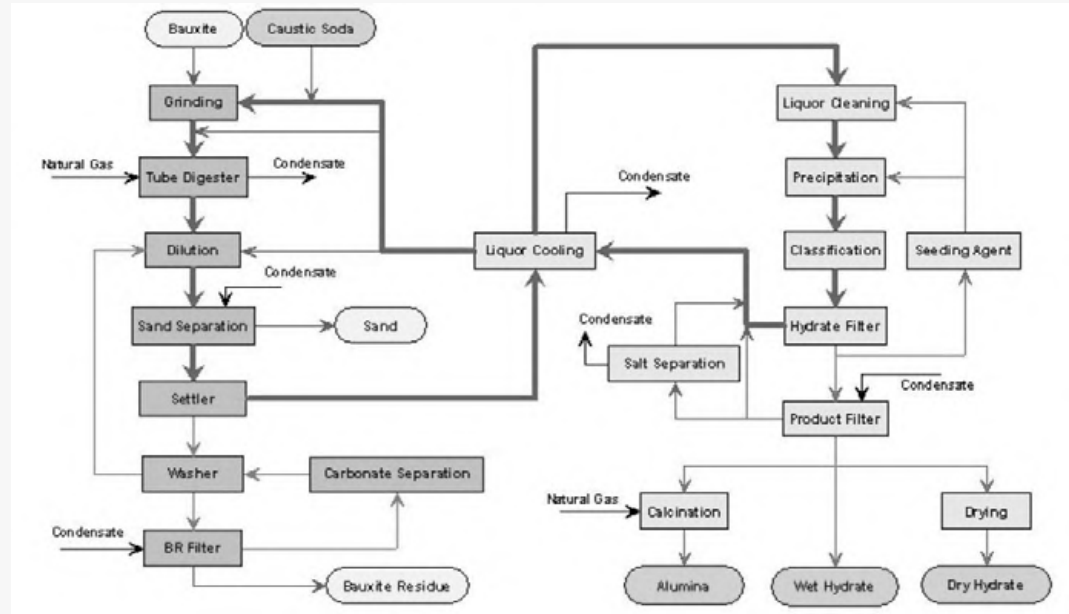 Bauxite
Caustic Soda
Grinding
Liquor Cleaning
Natural Gas
Condensate
Tube Digester
Condensate
Precipitation
Dilution
Liquor Cooling
Classification
Seeding Agent
Condensate
Sand Separation
Sand
Condensate
Hydrate Filter
Salt Separation
Condensate
Settler
Product Filter
Washer
Carbonate Separation
Natural Gas
Calcination
Drying
Condensate
BR Filter
Bauxite Residue
Alumina
Wet Hydrate
Dry Hydrate